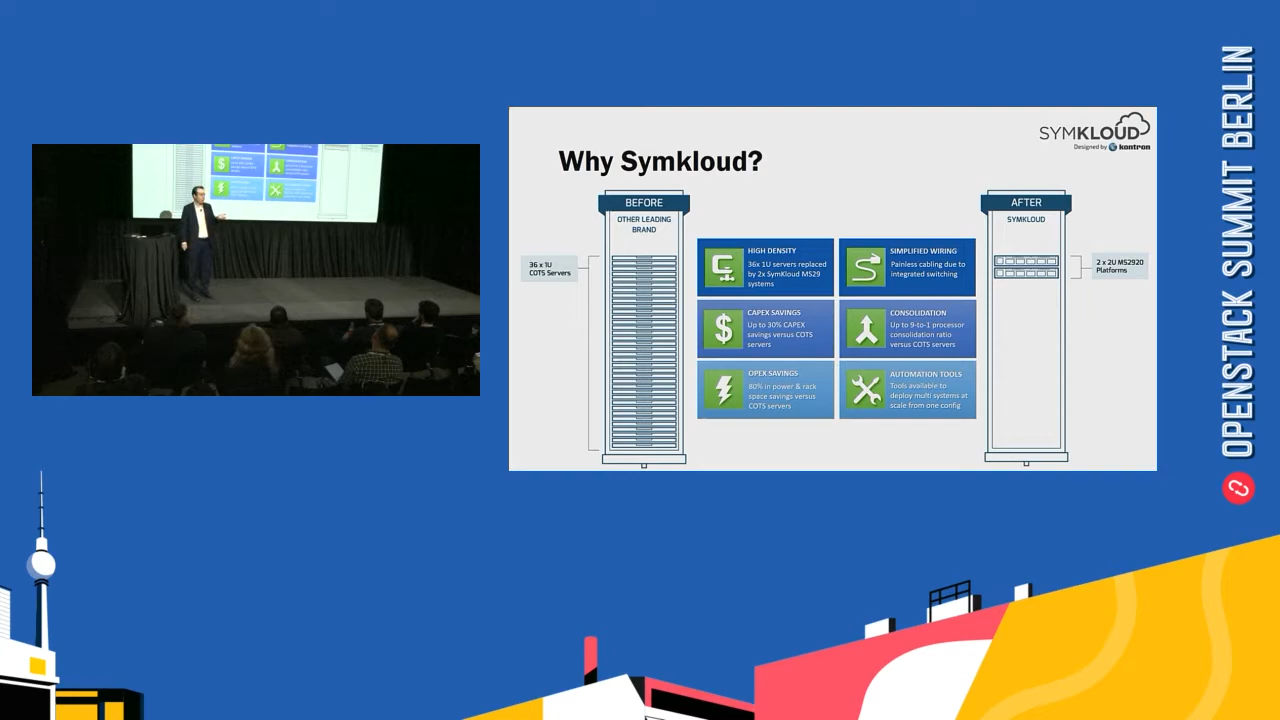 SYMKLOUD
Designed by kontron
Why Symkloud?
BEFORE
OTHER LEADING
BRAND
36 x 1U
COTS Servers
HIGH DENSITY
36x 1U servers replaced
by 2x SymKloud MS29
systems
SIMPLIFIED WIRING
Painless cabling due to
integrated switching
CAPEX SAVINGS
Up to 30% CAPEX
savings versus COTS
servers
CONSOLIDATION
Up to 9-to-1 processor
consolidation ratio
versus COTS servers
OPEX SAVINGS
80% in power & rack
space savings versus
COTS servers
AUTOMATION TOOLS
Tools available to
deploy multi systems at
scale from one config
AFTER
SYMKLOUD
2 x 2U MS2920
Platforms
OPENSTACK SUMMIT BERLIN